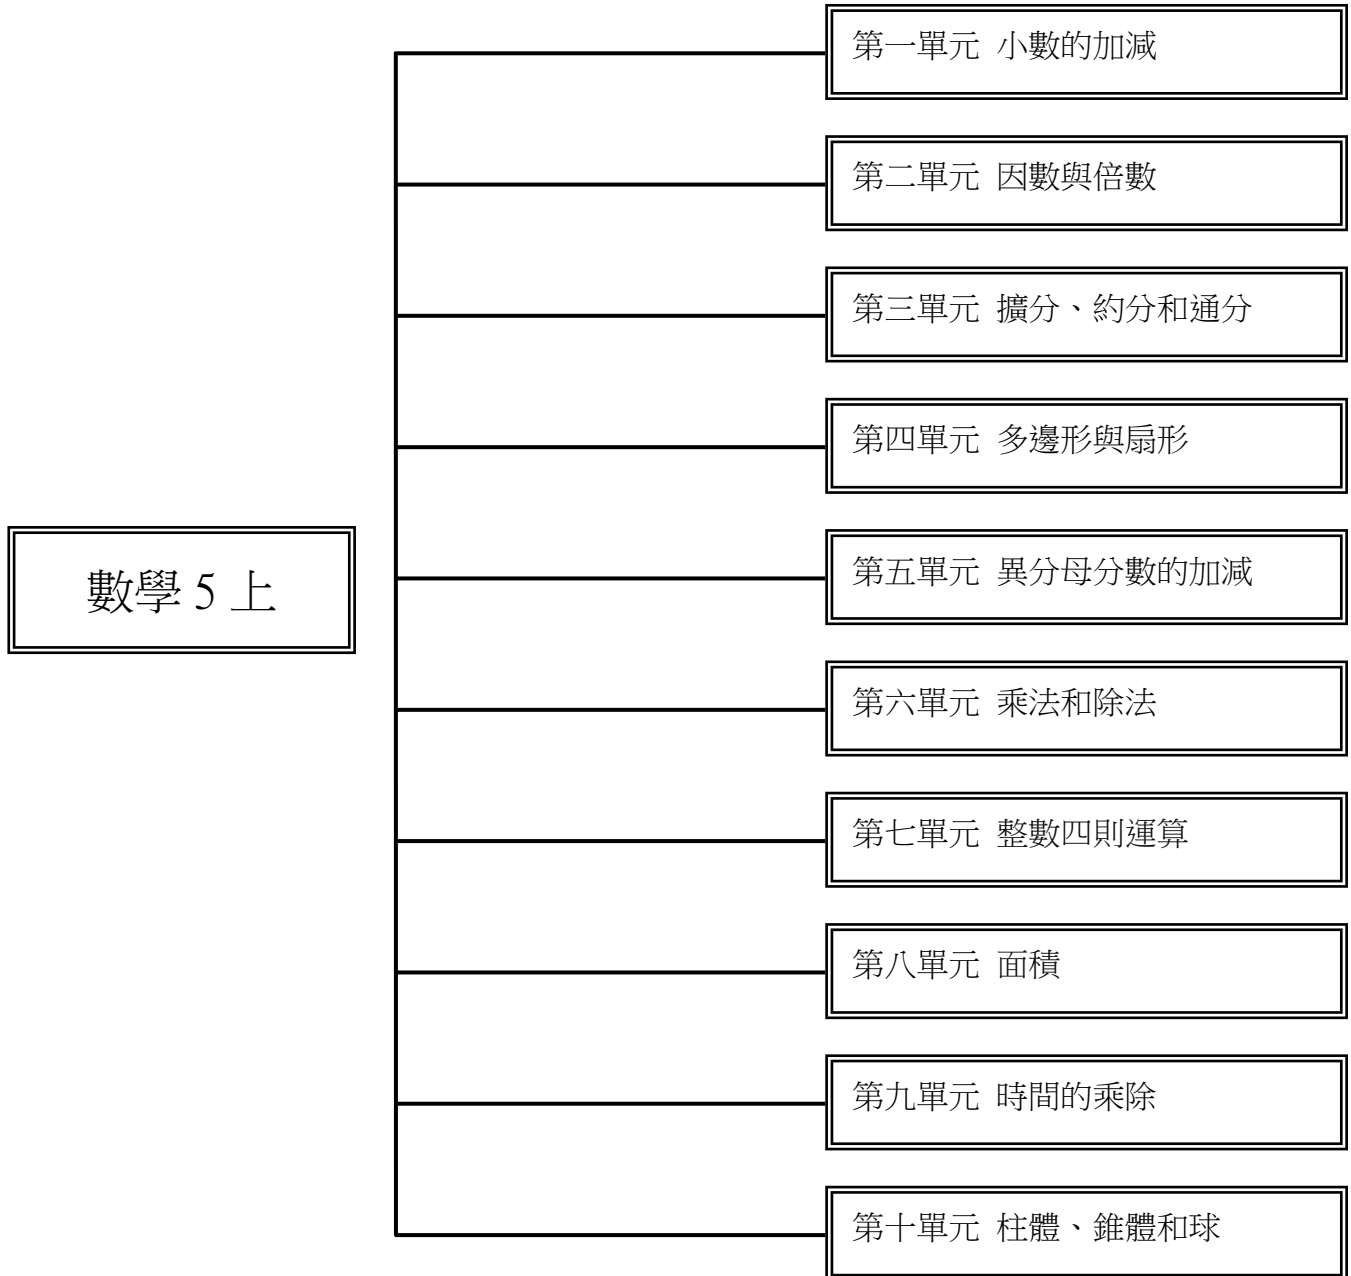 第一單元 小數的加減
第二單元 因數與倍數
第三單元 擴分、約分和通分
第四單元 多邊形與扇形
數學 5 上
第五單元 異分母分數的加減
第六單元 乘法和除法
第七單元 整數四則運算
第八單元 面積
第九單元 時間的乘除
第十單元 柱體、錐體和球